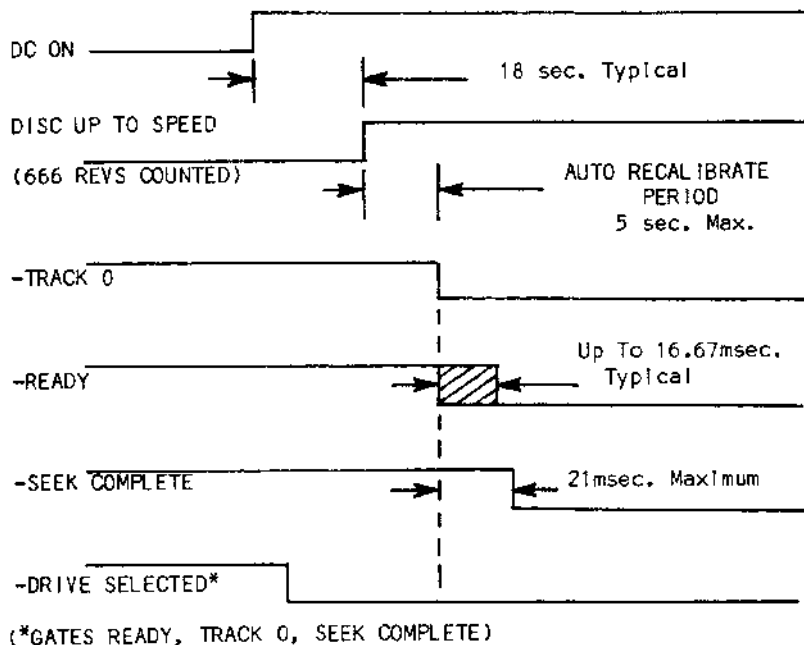 DC ON
18 sec. Typical
DISC UP TO SPEED
(666 REVS COUNTED)
AUTO RECALIBRATE
PERIOD
5 sec. Max.
-TRACK 0
Up To 16.67msec.
Typical
-READY
-SEEK COMPLETE
21msec. Maximum
-DRIVE SELECTED*
(*GATES READY, TRACK 0, SEEK COMPLETE)